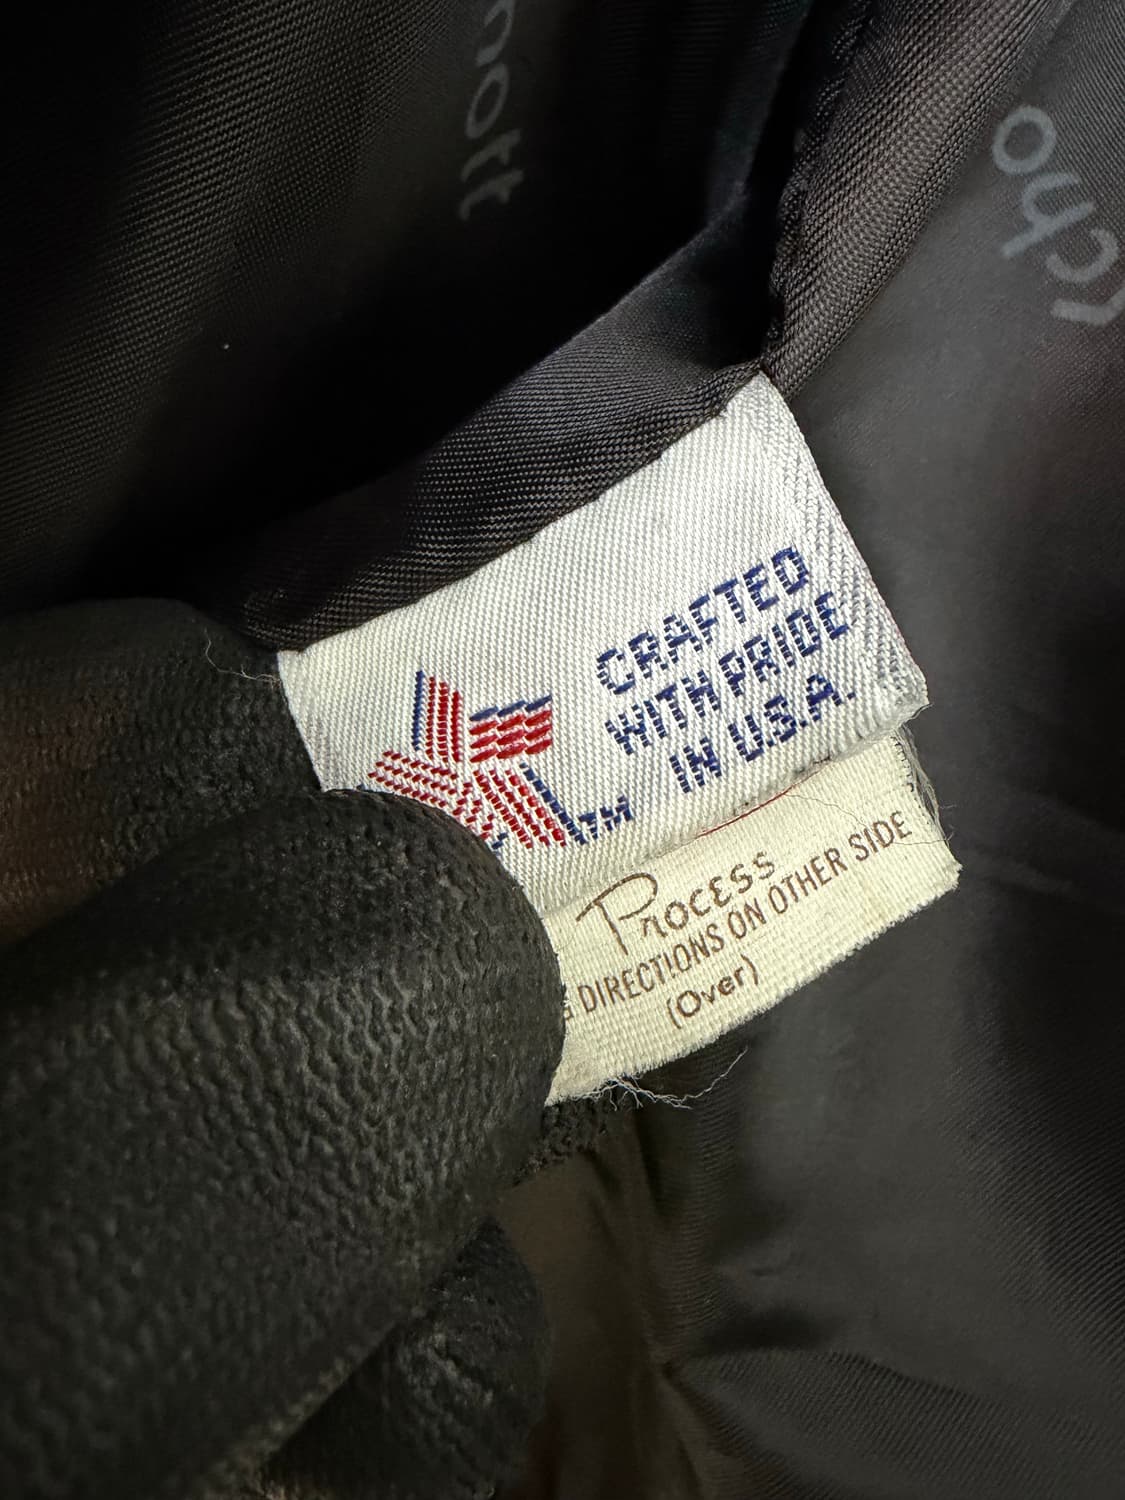 CRAFTED
WITH PRIDE
IN U.S.A.
TM
Process
DIRECTIONS ON OTHER SIDE
(Over)